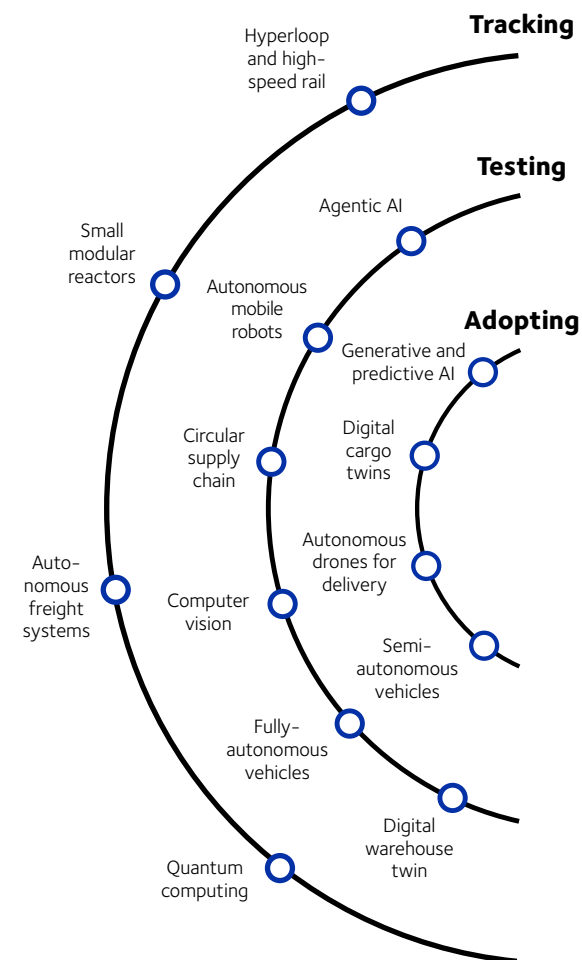 Tracking
Hyperloop
and high-
speed rail
Small
modular
reactors
Auto-
nomous
freight
systems
Quantum
computing
Testing
Agentic AI
Autonomous
mobile
robots
Circular
supply
chain
Computer
vision
Fully-
autonomous
vehicles
Digital
warehouse
twin
Adopting
Generative and
predictive AI
Digital
cargo
twins
Autonomous
drones for
delivery
Semi-
autonomous
vehicles